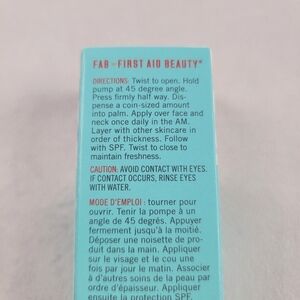 FAB – FIRST AID BEAUTY®
DIRECTIONS: Twist to open. Hold
pump at 45 degree angle.
Press firmly half way. Dis-
pense a coin-sized amount
into palm. Apply over face and
neck once daily in the AM.
Layer with other skincare in
order of thickness. Follow
with SPF. Twist to close to
maintain freshness.
CAUTION: AVOID CONTACT WITH EYES.
IF CONTACT OCCURS, RINSE EYES
WITH WATER.
MODE D'EMPLOI : tourner pour
ouvrir. Tenir la pompe à un
angle de 45 degrés. Appuyer
fermement jusqu'à la moitié.
Déposer une noisette de pro-
duit dans la main. Appliquer
sur le visage et le cou une
fois par jour le matin. Associer
à d'autres soins de la peau par
ordre d'épaisseur. Appliquer
ensuite la protection SPF.